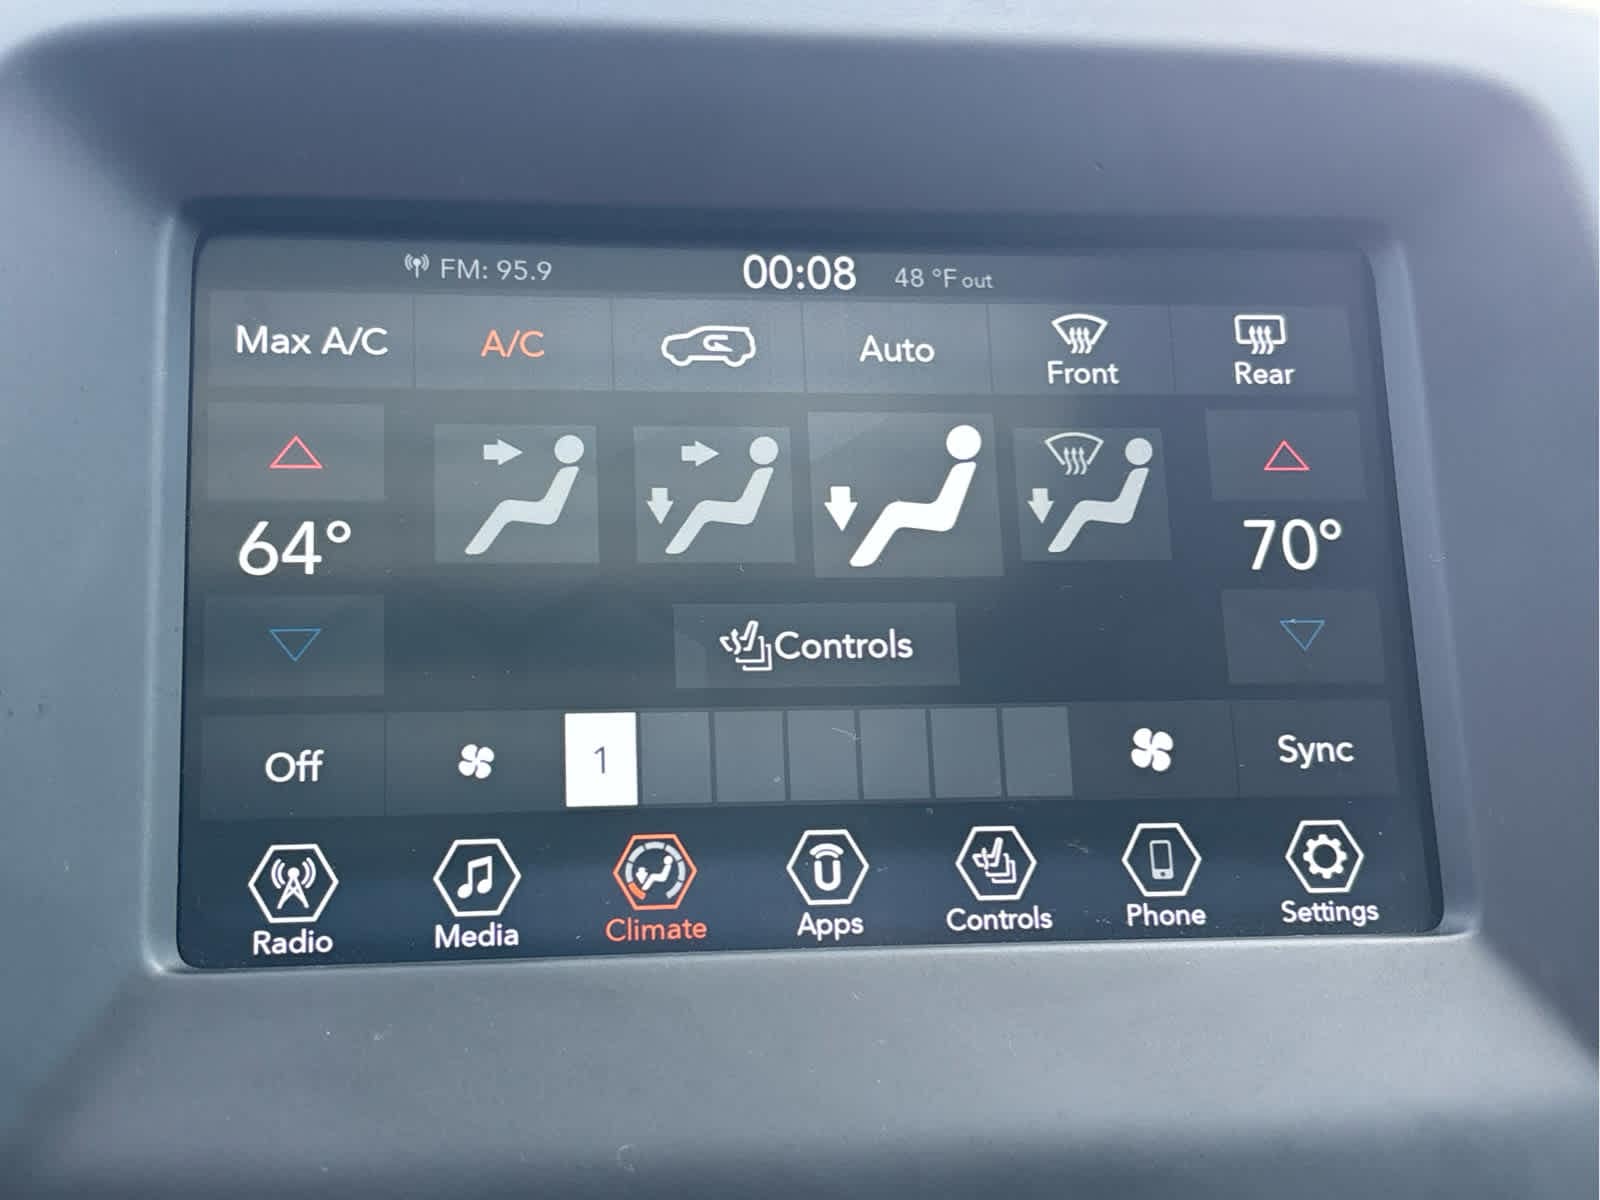 FM: 95.9 00:08 48 °F out
Max A/C A/C Auto Front Rear
64° 70°
Controls
Off 1 Sync
Radio Media Climate Apps Controls Phone Settings